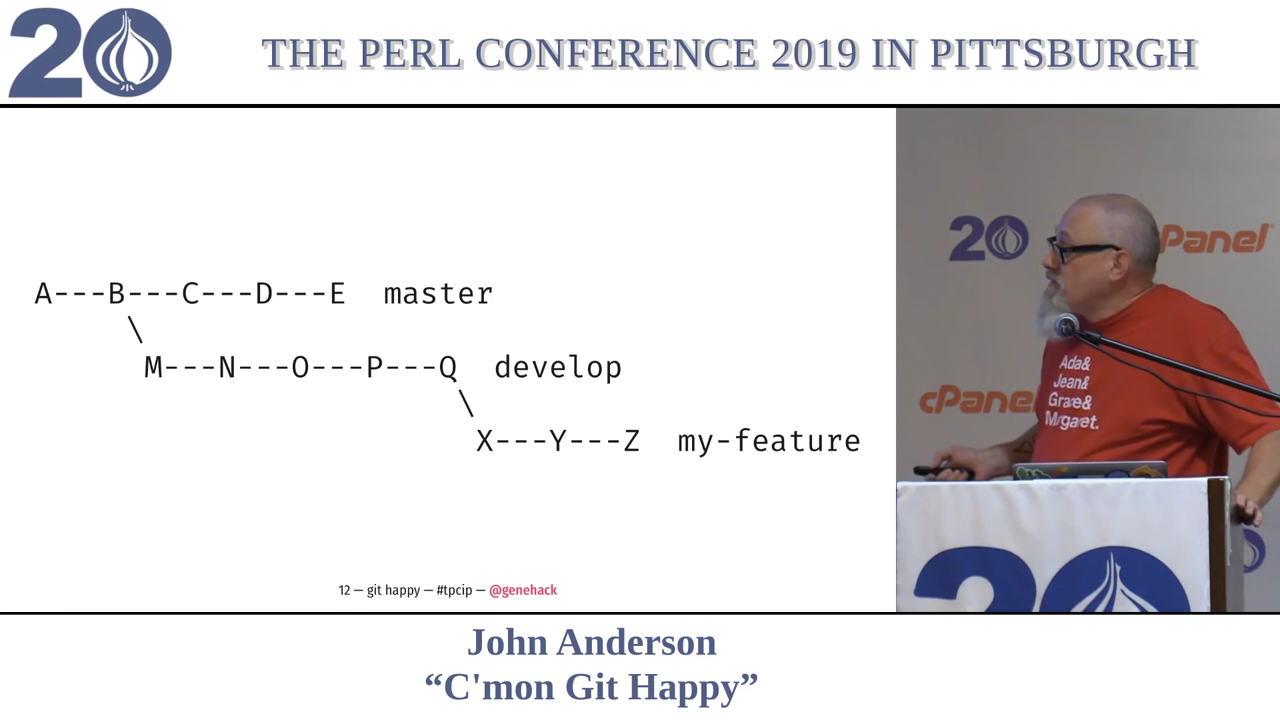 20
THE PERL CONFERENCE 2019 IN PITTSBURGH
A---B---C---D---E master
\
M---N---O---P---Q develop
\
X---Y---Z my-feature
12 — git happy — #tpcip — @genehack
20
Panel
cPane
Ada&
Jean&
Grace&
Margaret.
20
John Anderson
“C'mon Git Happy”